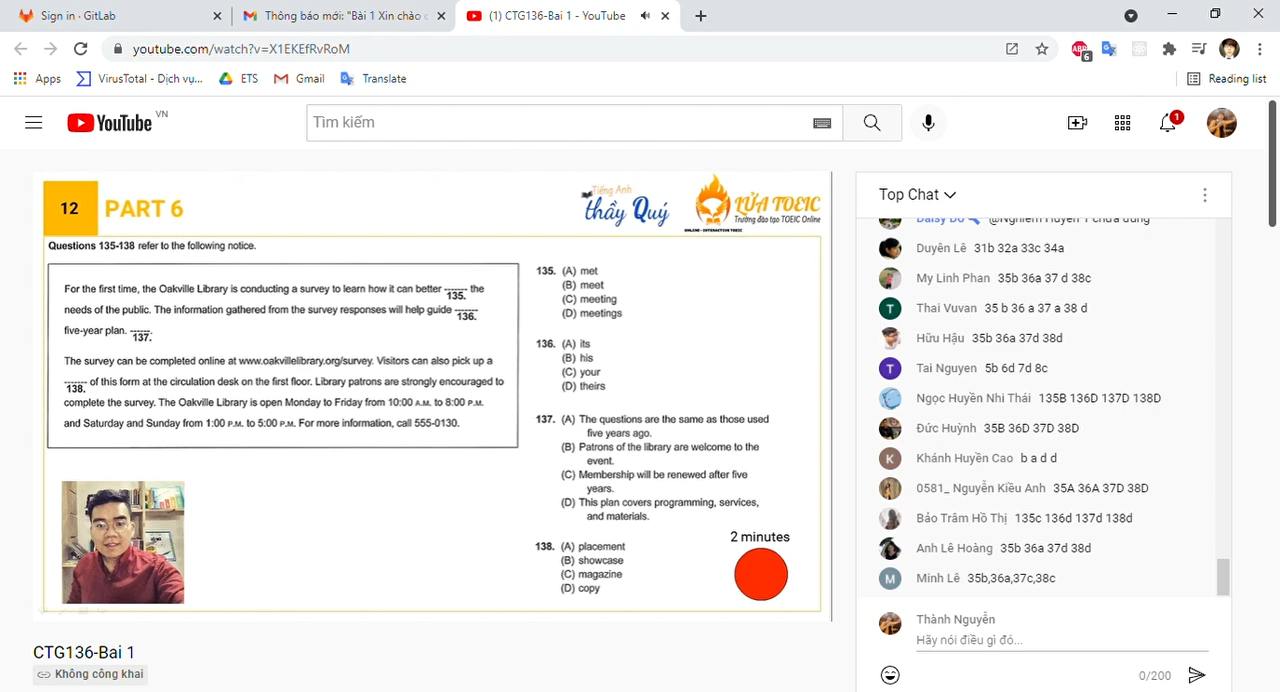 Sign in · GitLab
Thông báo mới: "Bài 1 Xin chào
(1) CTG136-Bai 1 - YouTube
youtube.com/watch?v=X1EKEfRvRoM
ABP
6
Apps
VirusTotal - Dịch vụ...
ETS
Gmail
Translate
Reading list
YouTube VN
Tìm kiếm
1
12
PART 6
Tiếng Anh
thầy Quý
LỬA TOEIC
Trường đào tạo TOEIC Online
ONLINE - INTERACTIVE TOEIC
Questions 135-138 refer to the following notice.
For the first time, the Oakville Library is conducting a survey to learn how it can better ------- the
135.
needs of the public. The information gathered from the survey responses will help guide -------
136.
five-year plan. -------
137.
The survey can be completed online at www.oakvillelibrary.org/survey. Visitors can also pick up a
------- of this form at the circulation desk on the first floor. Library patrons are strongly encouraged to
138.
complete the survey. The Oakville Library is open Monday to Friday from 10:00 A.M. to 8:00 P.M.
and Saturday and Sunday from 1:00 P.M. to 5:00 P.M. For more information, call 555-0130.
135. (A) met
(B) meet
(C) meeting
(D) meetings
136. (A) its
(B) his
(C) your
(D) theirs
137. (A) The questions are the same as those used
five years ago.
(B) Patrons of the library are welcome to the
event.
(C) Membership will be renewed after five
years.
(D) This plan covers programming, services,
and materials.
138. (A) placement
(B) showcase
(C) magazine
(D) copy
2 minutes
CTG136-Bai 1
Không công khai
Top Chat
Daisy Do @Nghiem Huyen 1 chưa đúng
Duyên Lê 31b 32a 33c 34a
My Linh Phan 35b 36a 37 d 38c
T
Thai Vuvan 35 b 36 a 37 a 38 d
Hữu Hậu 35b 36a 37d 38d
T
Tai Nguyen 5b 6d 7d 8c
Ngọc Huyền Nhi Thái 135B 136D 137D 138D
Đức Huỳnh 35B 36D 37D 38D
K
Khánh Huyền Cao b a d d
0581_ Nguyễn Kiều Anh 35A 36A 37D 38D
Bảo Trâm Hồ Thị 135c 136d 137d 138d
Anh Lê Hoàng 35b 36a 37d 38d
M
Minh Lê 35b,36a,37c,38c
Thành Nguyễn
Hãy nói điều gì đó...
0/200